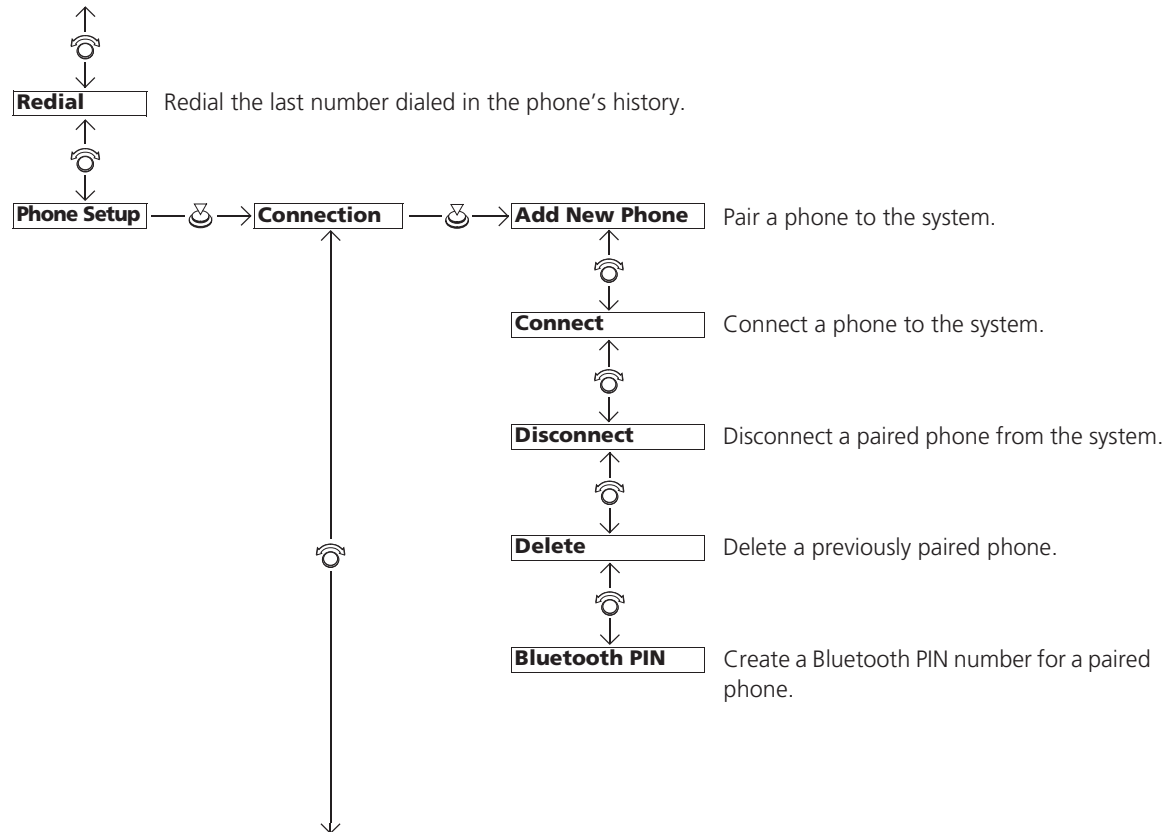 Redial Redial the last number dialed in the phone's history.
Phone Setup Connection Add New Phone Pair a phone to the system.
Connect Connect a phone to the system.
Disconnect Disconnect a paired phone from the system.
Delete Delete a previously paired phone.
Bluetooth PIN Create a Bluetooth PIN number for a paired
phone.